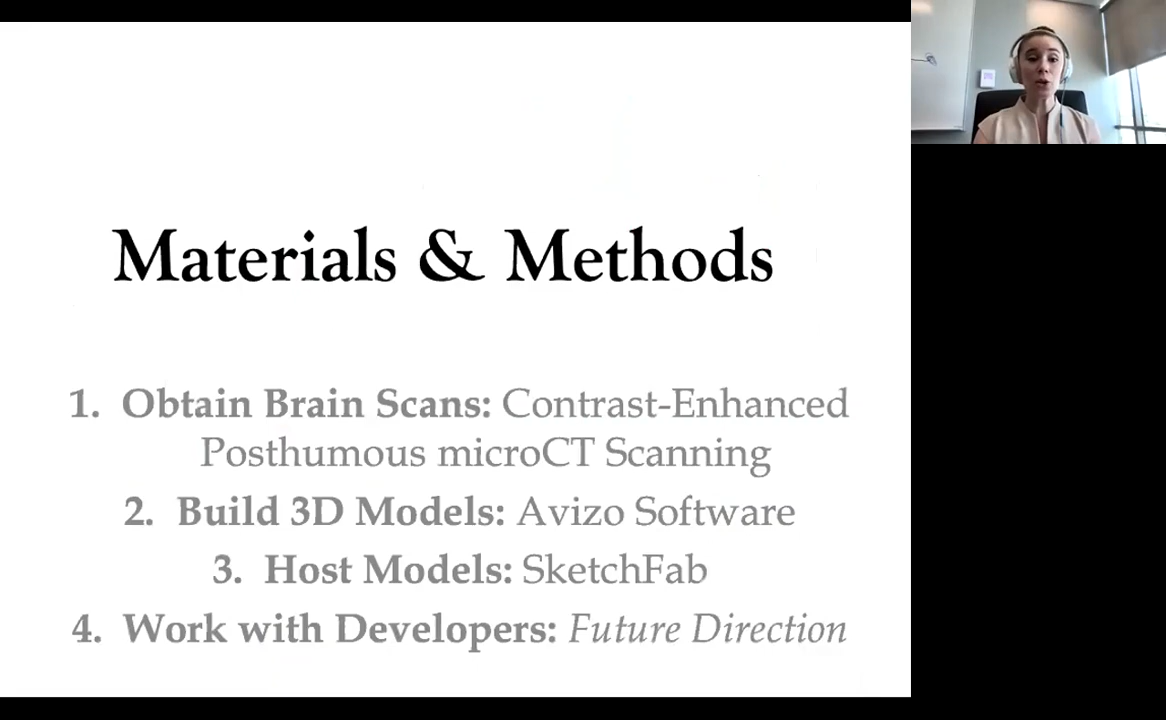 Materials & Methods
1. Obtain Brain Scans: Contrast-Enhanced
Posthumous microCT Scanning
2. Build 3D Models: Avizo Software
3. Host Models: SketchFab
4. Work with Developers: Future Direction